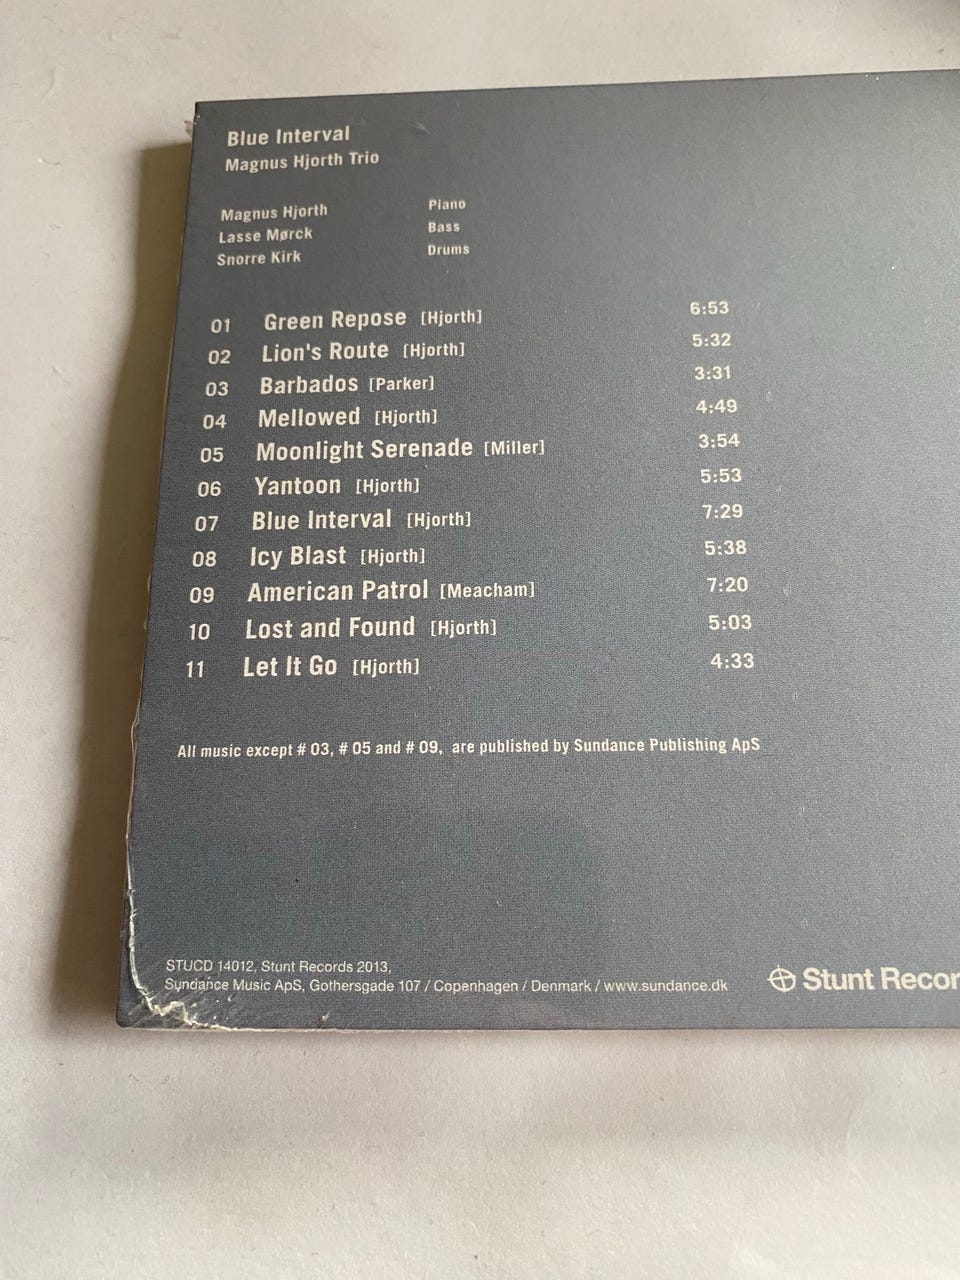 Blue Interval
Magnus Hjorth Trio
Magnus Hjorth Piano
Lasse Mørck Bass
Snorre Kirk Drums
01 Green Repose [Hjorth] 6:53
02 Lion's Route [Hjorth] 5:32
03 Barbados [Parker] 3:31
04 Mellowed [Hjorth] 4:49
05 Moonlight Serenade [Miller] 3:54
06 Yantoon [Hjorth] 5:53
07 Blue Interval [Hjorth] 7:29
08 Icy Blast [Hjorth] 5:38
09 American Patrol [Meacham] 7:20
10 Lost and Found [Hjorth] 5:03
11 Let It Go [Hjorth] 4:33
All music except # 03, # 05 and # 09, are published by Sundance Publishing ApS
STUCD 14012, Stunt Records 2013,
Sundance Music ApS, Gothersgade 107 / Copenhagen / Denmark / www.sundance.dk
Stunt Recor